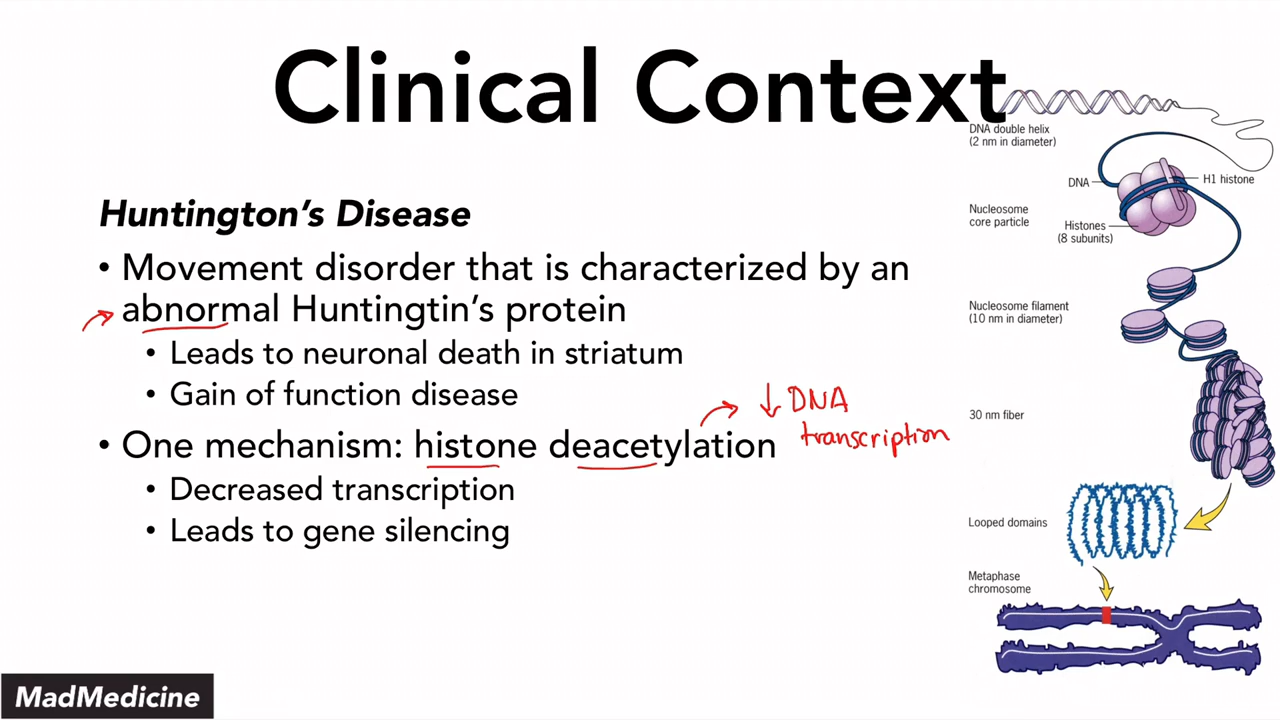 Clinical Context
Huntington's Disease
• Movement disorder that is characterized by an
abnormal Huntingtin's protein
• Leads to neuronal death in striatum
• Gain of function disease
• One mechanism: histone deacetylation
↓ DNA
transcription
• Decreased transcription
• Leads to gene silencing
DNA double helix
(2 nm in diameter)
DNA
H1 histone
Nucleosome
core particle
Histones
(8 subunits)
Nucleosome filament
(10 nm in diameter)
30 nm fiber
Looped domains
Metaphase
chromosome
MadMedicine